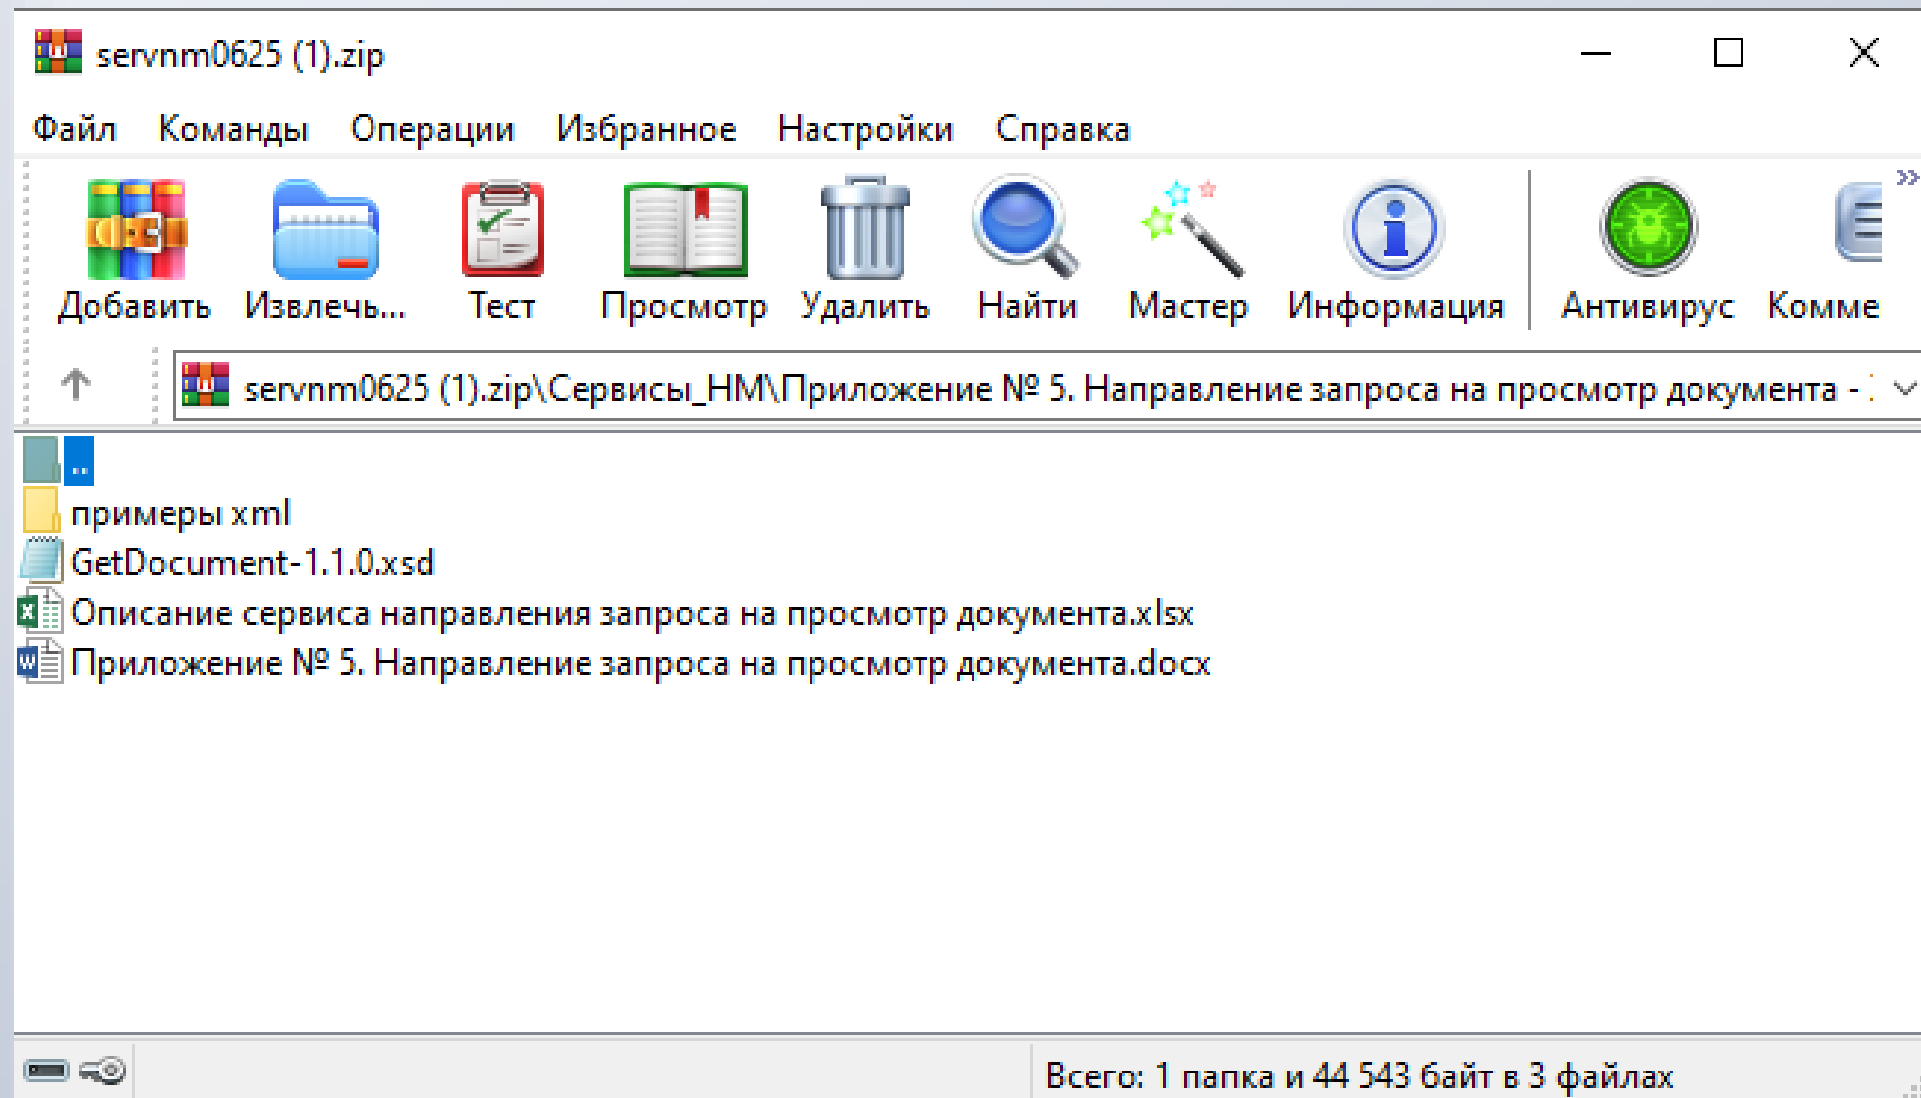 servnm0625 (1).zip
Файл Команды Операции Избранное Настройки Справка
Добавить Извлечь... Тест Просмотр Удалить Найти Мастер Информация Антивирус Комме
servnm0625 (1).zip\Сервисы_НМ\Приложение № 5. Направление запроса на просмотр документа -
..
примеры xml
GetDocument-1.1.0.xsd
Описание сервиса направления запроса на просмотр документа.xlsx
Приложение № 5. Направление запроса на просмотр документа.docx
Всего: 1 папка и 44 543 байт в 3 файлах